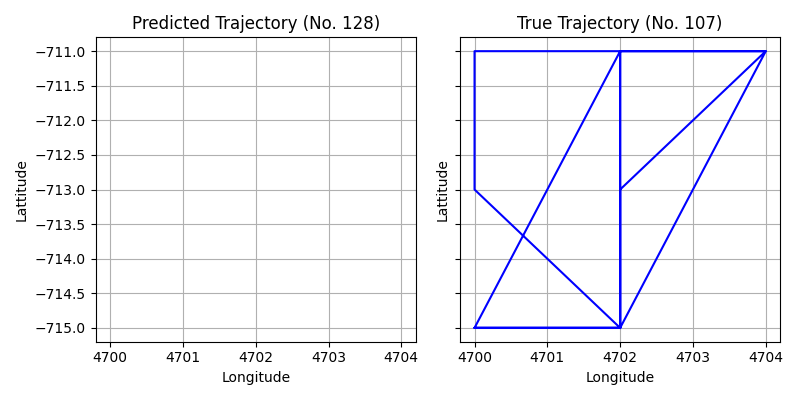 Predicted Trajectory (No. 128)
Lattitude
−711.0
−711.5
−712.0
−712.5
−713.0
−713.5
−714.0
−714.5
−715.0
4700 4701 4702 4703 4704
Longitude
True Trajectory (No. 107)
Lattitude
4700 4701 4702 4703 4704
Longitude